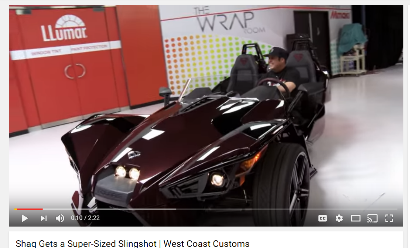 LLumar
WINDOW TINT
PAINT PROTECTION
THE
WRAP
ROOM
0:10 / 2:22
Shaq Gets a Super-Sized Slingshot | West Coast Customs